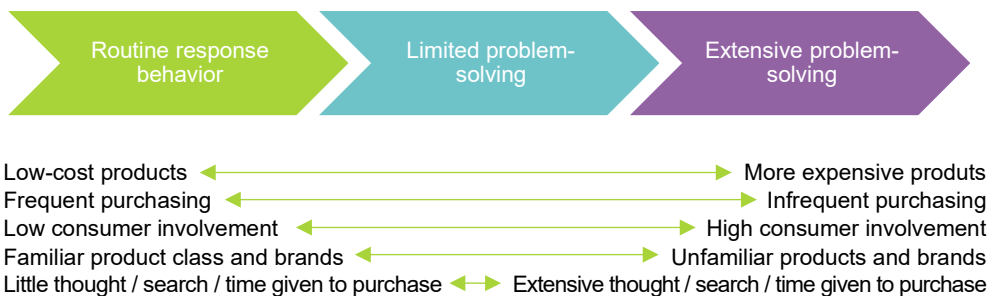 Routine response
behavior
Limited problem-
solving
Extensive problem-
solving
Low-cost products More expensive produts
Frequent purchasing Infrequent purchasing
Low consumer involvement High consumer involvement
Familiar product class and brands Unfamiliar products and brands
Little thought / search / time given to purchase Extensive thought / search / time given to purchase